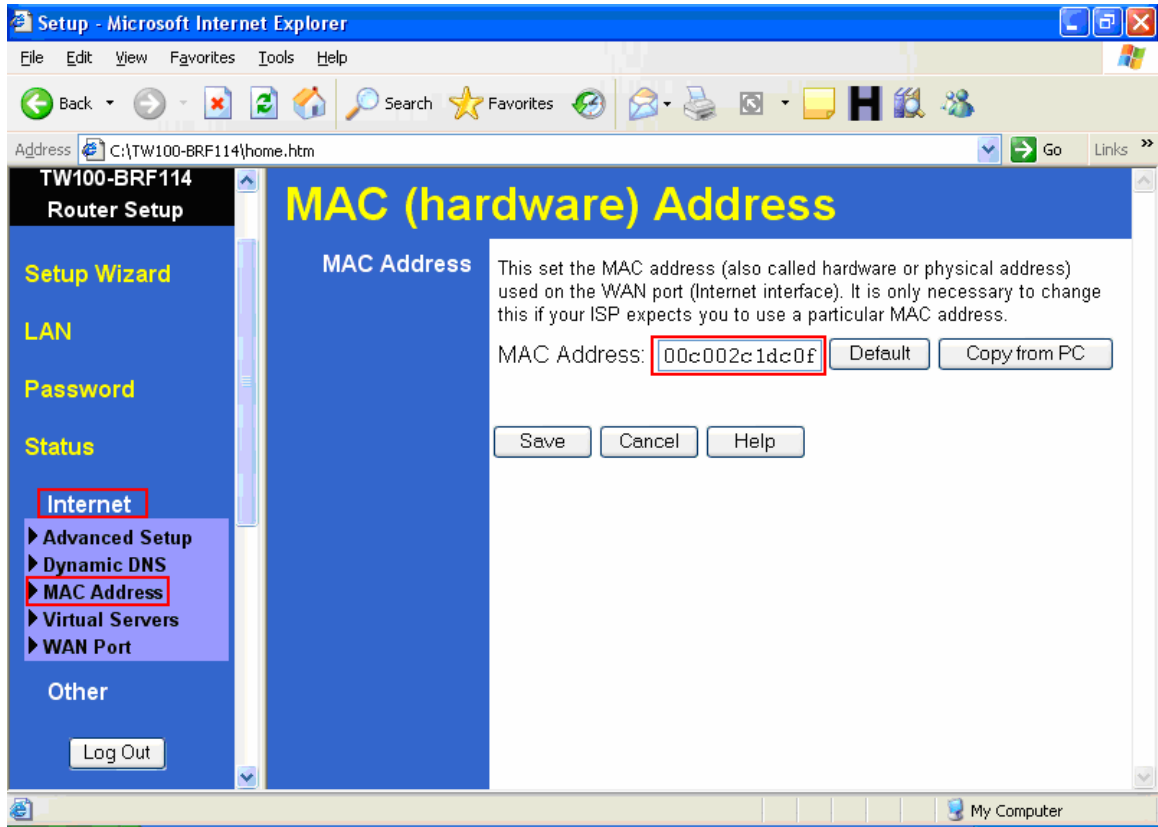 Setup - Microsoft Internet Explorer
File Edit View Favorites Tools Help
Back Search Favorites H
Address C:\TW100-BRF114\home.htm Go Links »
TW100-BRF114
Router Setup
Setup Wizard
LAN
Password
Status
Internet
Advanced Setup
Dynamic DNS
MAC Address
Virtual Servers
WAN Port
Other
Log Out
MAC (hardware) Address
MAC Address
This set the MAC address (also called hardware or physical address)
used on the WAN port (Internet interface). It is only necessary to change
this if your ISP expects you to use a particular MAC address.
MAC Address: 00c002c1dc0f Default Copy from PC
Save Cancel Help
My Computer